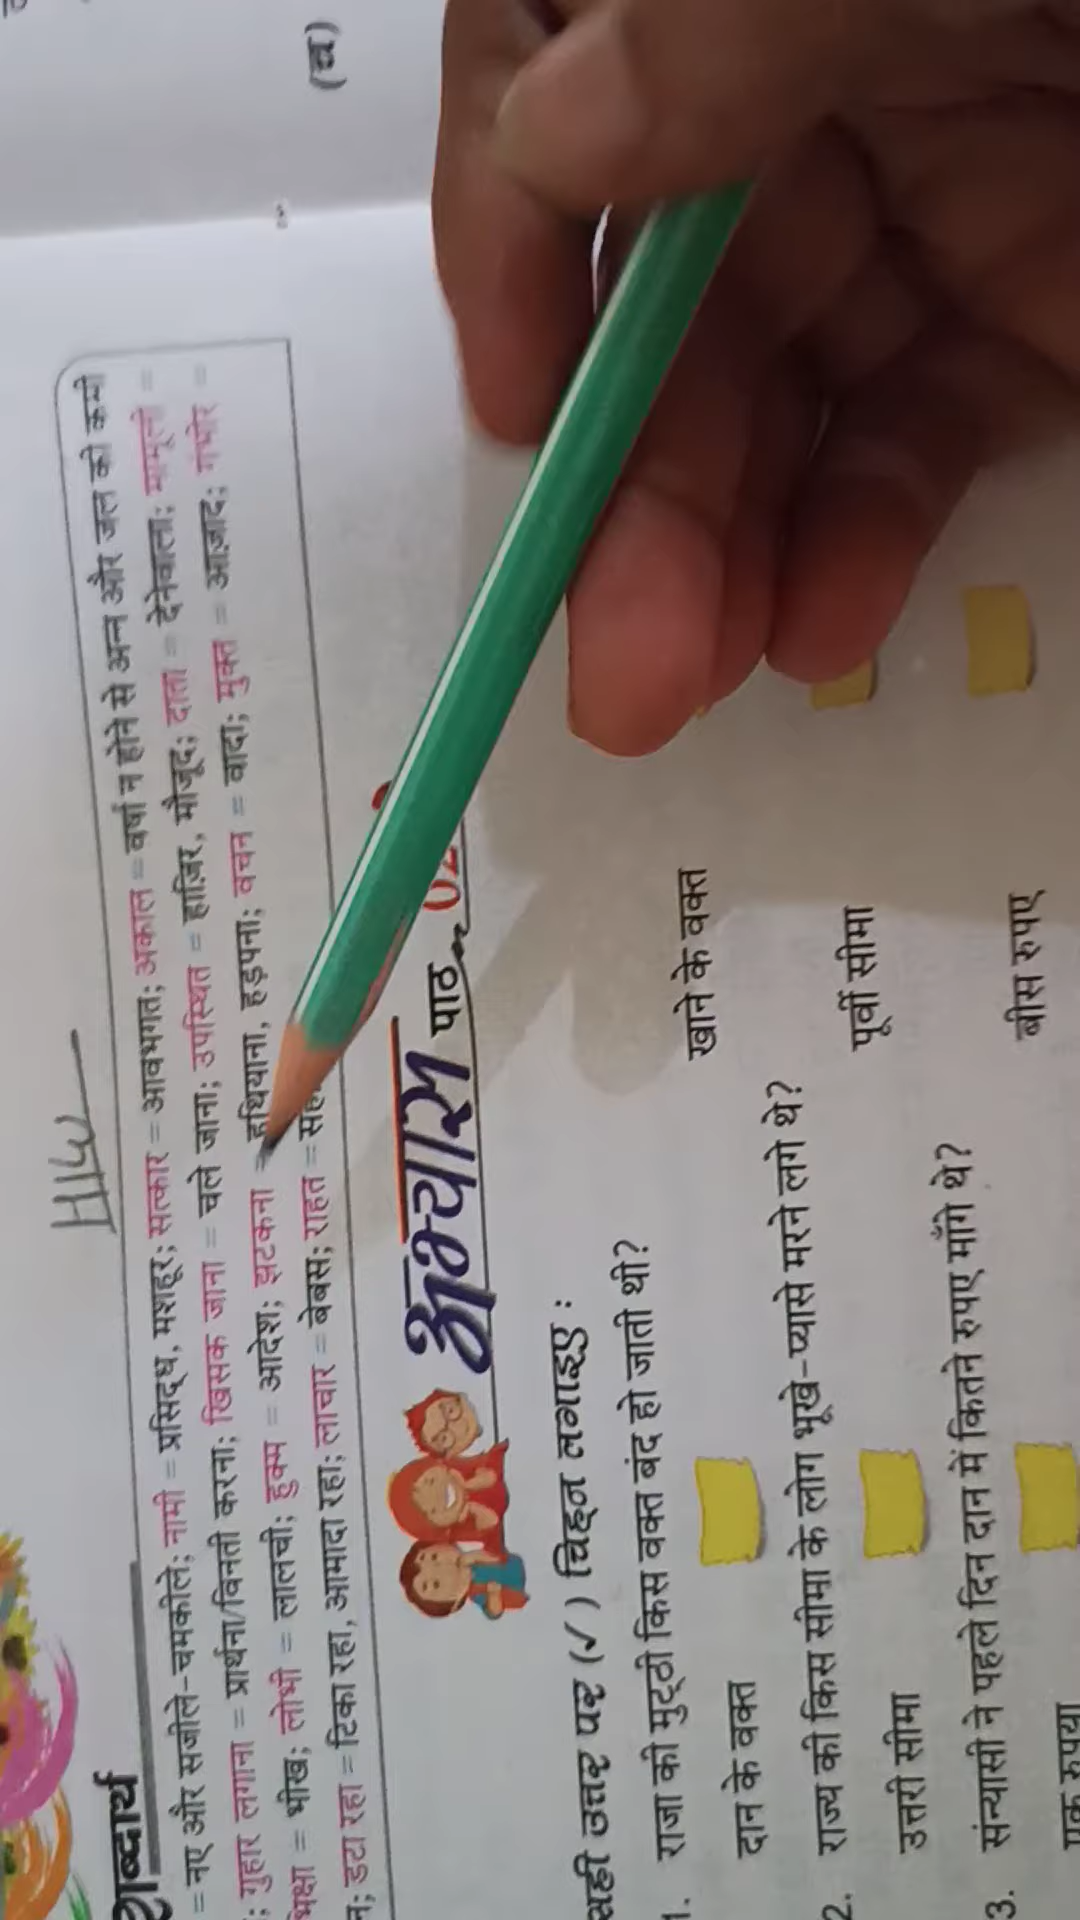 (ख)
H/W
शब्दार्थ
= नए और सजीले-चमकीले; नामी = प्रसिद्ध, मशहूर; सत्कार = आवभगत; अकाल = वर्षा न होने से अन्न और जल की कमी
; गुहार लगाना = प्रार्थना/विनती करना; खिसक जाना = चले जाना; उपस्थित = हाज़िर, मौजूद; दाता = देनेवाला; मामूली =
भिक्षा = भीख; लोभी = लालची; हुक्म = आदेश; झटकना = हथियाना, हड़पना; वचन = वादा; मुक्त = आज़ाद; गंभीर =
न; डटा रहा = टिका रहा, आमादा रहा; लाचार = बेबस; राहत =
अभ्यास पाठ 02
सही उत्तर पर (✓) चिह्न लगाइए :
1. राजा की मुट्ठी किस वक्त बंद हो जाती थी?
दान के वक्त खाने के वक्त
2. राज्य की किस सीमा के लोग भूखे-प्यासे मरने लगे थे?
उत्तरी सीमा पूर्वी सीमा
3. संन्यासी ने पहले दिन दान में कितने रुपए माँगे थे?
एक रुपया बीस रुपए